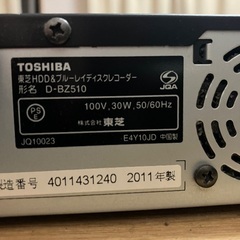 TOSHIBA
東芝HDD&ブルーレイディスクレコーダー
形名 D-BZ510
JQA
PS
E
100V,30W,50/60Hz
株式会社 東芝
JQ10023
E4Y10JD 中国製
製造番号 4011431240 2011年製